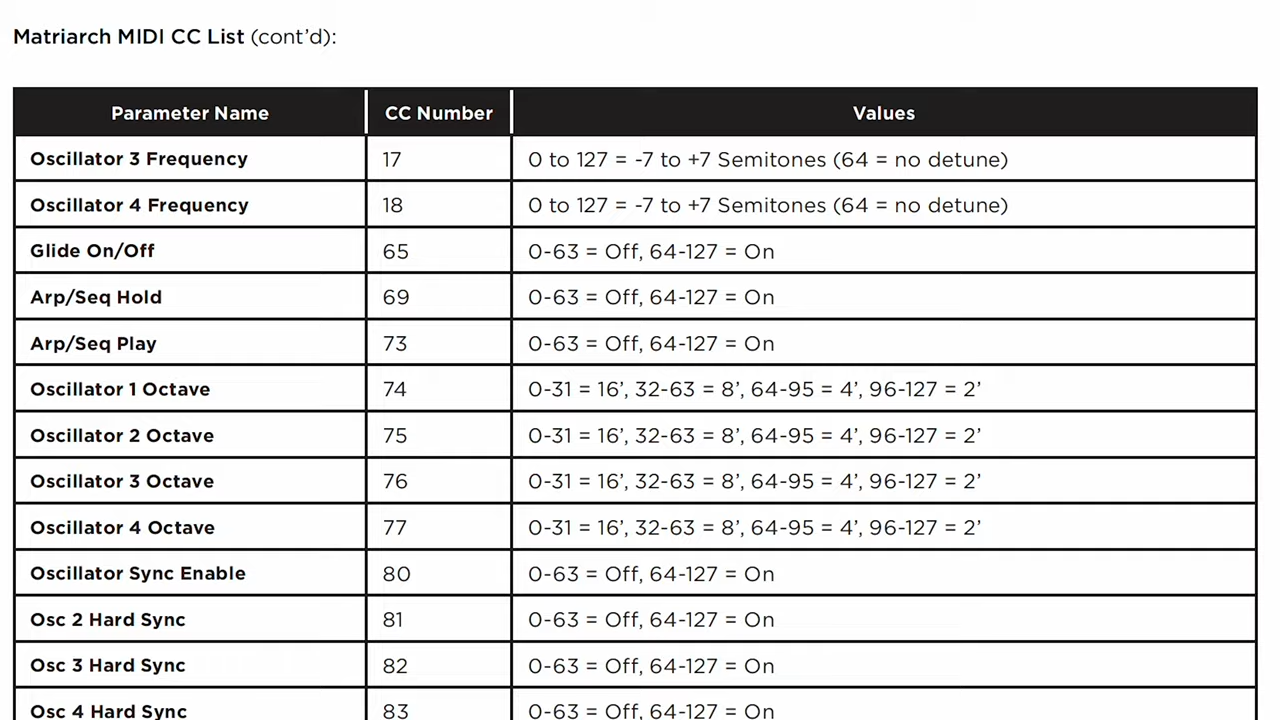 Matriarch MIDI CC List (cont’d):
Parameter Name CC Number Values
Oscillator 3 Frequency 17 0 to 127 = -7 to +7 Semitones (64 = no detune)
Oscillator 4 Frequency 18 0 to 127 = -7 to +7 Semitones (64 = no detune)
Glide On/Off 65 0-63 = Off, 64-127 = On
Arp/Seq Hold 69 0-63 = Off, 64-127 = On
Arp/Seq Play 73 0-63 = Off, 64-127 = On
Oscillator 1 Octave 74 0-31 = 16’, 32-63 = 8’, 64-95 = 4’, 96-127 = 2’
Oscillator 2 Octave 75 0-31 = 16’, 32-63 = 8’, 64-95 = 4’, 96-127 = 2’
Oscillator 3 Octave 76 0-31 = 16’, 32-63 = 8’, 64-95 = 4’, 96-127 = 2’
Oscillator 4 Octave 77 0-31 = 16’, 32-63 = 8’, 64-95 = 4’, 96-127 = 2’
Oscillator Sync Enable 80 0-63 = Off, 64-127 = On
Osc 2 Hard Sync 81 0-63 = Off, 64-127 = On
Osc 3 Hard Sync 82 0-63 = Off, 64-127 = On
Osc 4 Hard Sync 83 0-63 = Off, 64-127 = On